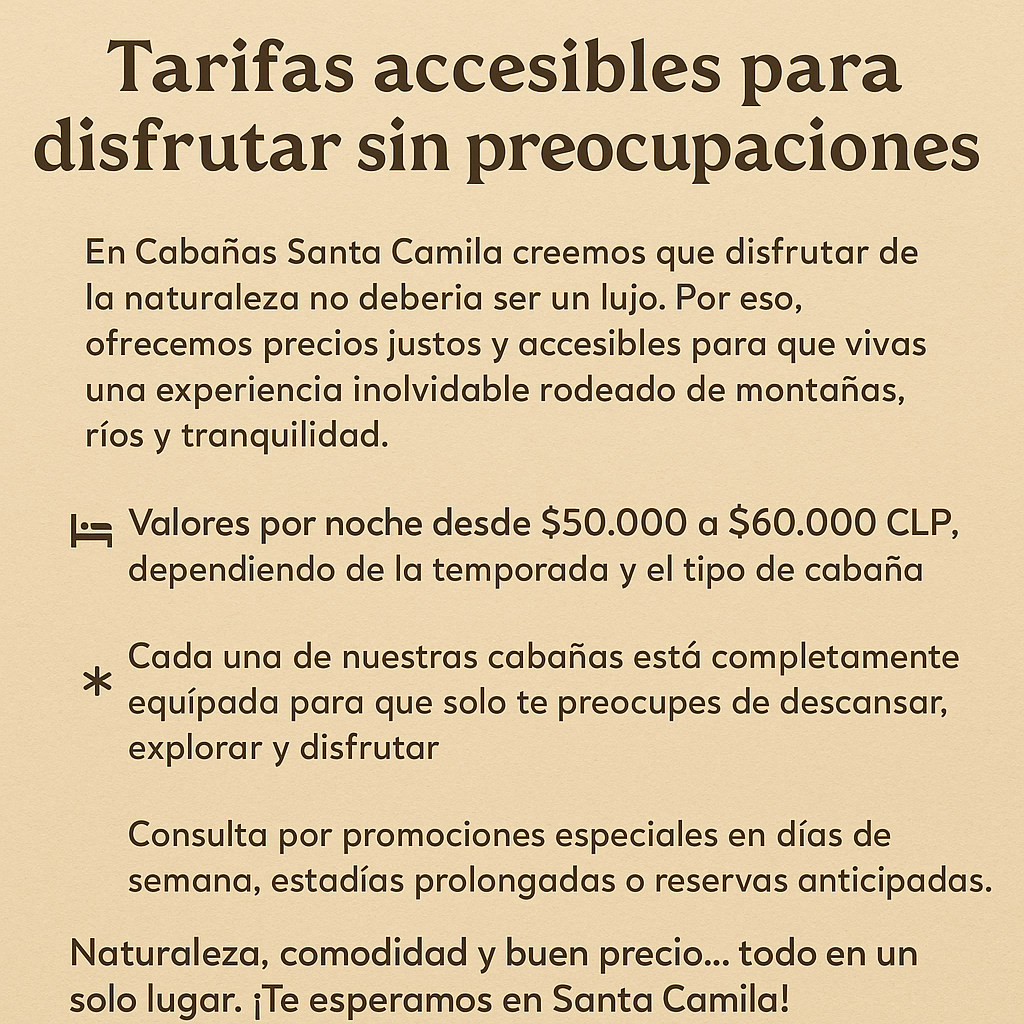 Tarifas accesibles para
disfrutar sin preocupaciones
En Cabañas Santa Camila creemos que disfrutar de
la naturaleza no deberia ser un lujo. Por eso,
ofrecemos precios justos y accesibles para que vivas
una experiencia inolvidable rodeado de montañas,
ríos y tranquilidad.
Valores por noche desde $50.000 a $60.000 CLP,
dependiendo de la temporada y el tipo de cabaña
Cada una de nuestras cabañas está completamente
equípada para que solo te preocupes de descansar,
explorar y disfrutar
Consulta por promociones especiales en días de
semana, estadías prolongadas o reservas anticipadas.
Naturaleza, comodidad y buen precio... todo en un
solo lugar. ¡Te esperamos en Santa Camila!